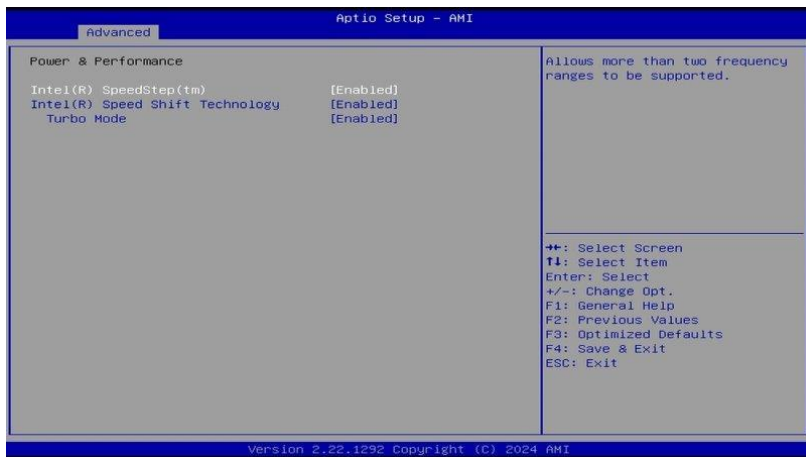 Aptio Setup – AMI
Advanced
Power & Performance
Intel(R) SpeedStep(tm) [Enabled]
Intel(R) Speed Shift Technology [Enabled]
Turbo Mode [Enabled]
Allows more than two frequency
ranges to be supported.
→←: Select Screen
↑↓: Select Item
Enter: Select
+/-: Change Opt.
F1: General Help
F2: Previous Values
F3: Optimized Defaults
F4: Save & Exit
ESC: Exit
Version 2.22.1292 Copyright (C) 2024 AMI